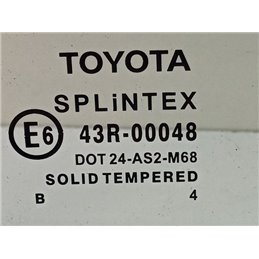 TOYOTA
SPLiNTEX
E6 43R-00048
DOT 24-AS2-M68
SOLID TEMPERED
B 4